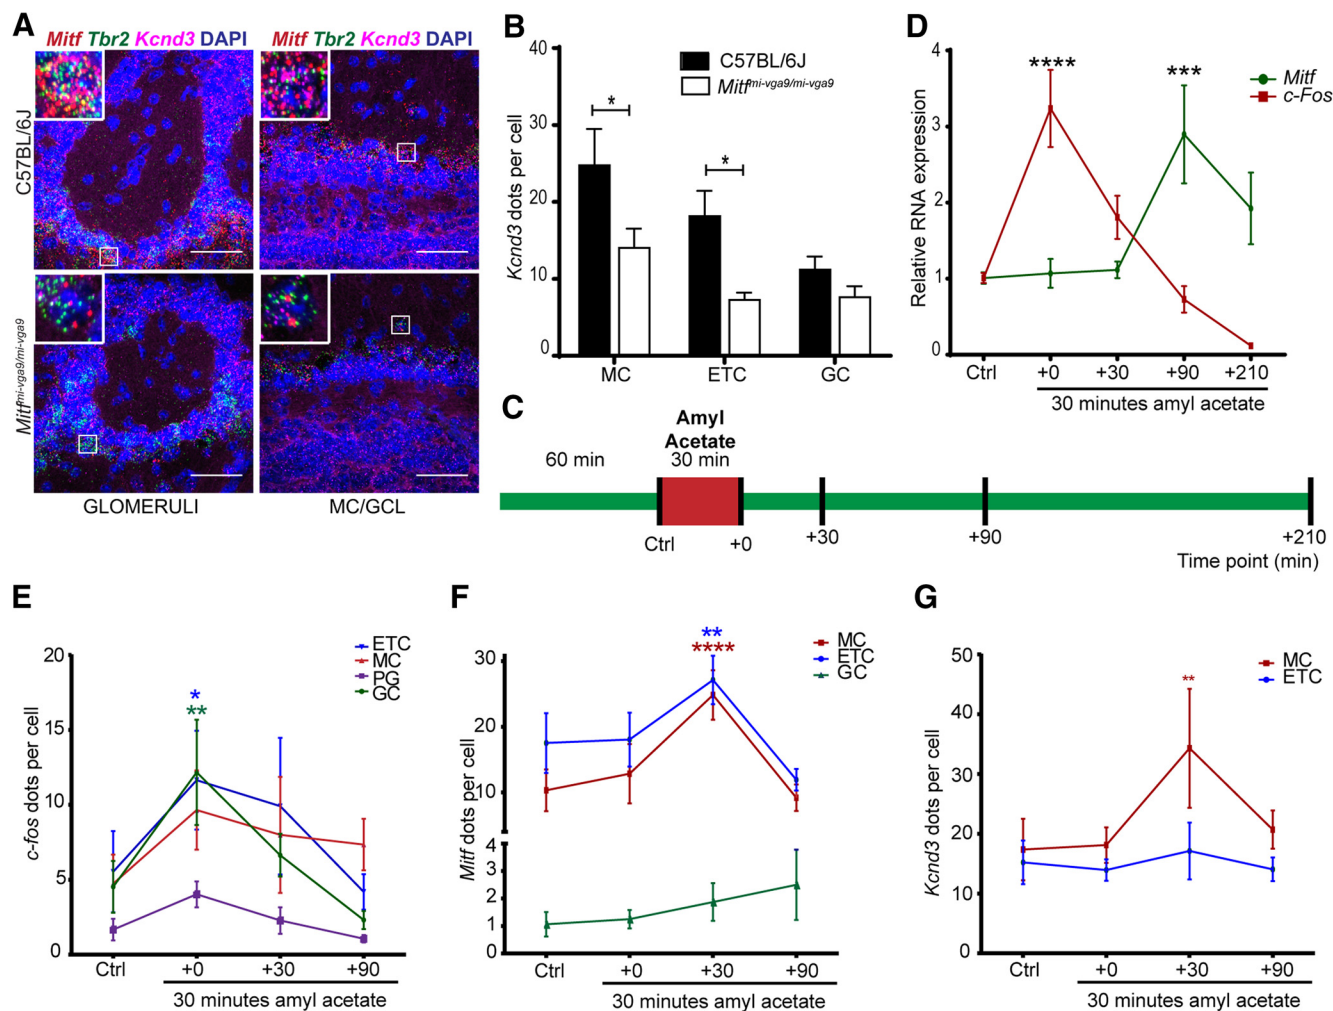 A
Mitf Tbr2 Kcnd3 DAPI
Mitf Tbr2 Kcnd3 DAPI
C57BL/6J
Mitfmi-vga9/mi-vga9
GLOMERULI
MC/GCL
B
Kcnd3 dots per cell
40
30
20
10
0
C57BL/6J
Mitfmi-vga9/mi-vga9
*
*
MC
ETC
GC
D
Relative RNA expression
4
3
2
1
0
****
***
Mitf
c-Fos
Ctrl
+0
+30
+90
+210
30 minutes amyl acetate
C
Amyl
Acetate
60 min
30 min
Ctrl
+0
+30
+90
+210
Time point (min)
E
c-fos dots per cell
20
15
10
5
0
*
**
ETC
MC
PG
GC
Ctrl
+0
+30
+90
30 minutes amyl acetate
F
Mitf dots per cell
30
20
10
4
3
2
1
0
**
****
MC
ETC
GC
Ctrl
+0
+30
+90
30 minutes amyl acetate
G
Kcnd3 dots per cell
50
40
30
20
10
0
**
MC
ETC
Ctrl
+0
+30
+90
30 minutes amyl acetate